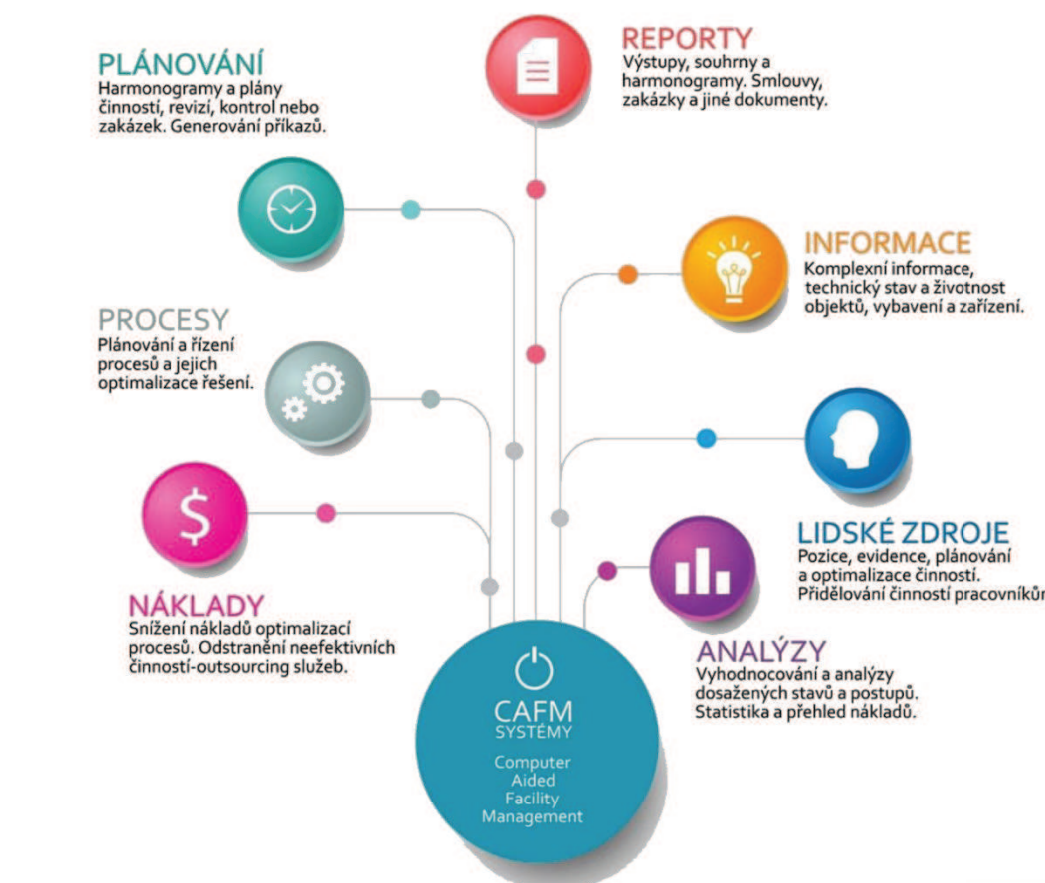 PLÁNOVÁNÍ
Harmonogramy a plány
činností, revizí, kontrol nebo
zakázek. Generování příkazů.
REPORTY
Výstupy, souhrny a
harmonogramy. Smlouvy,
zakázky a jiné dokumenty.
INFORMACE
Komplexní informace,
technický stav a životnost
objektů, vybavení a zařízení.
PROCESY
Plánování a řízení
procesů a jejich
optimalizace řešení.
$
LIDSKÉ ZDROJE
Pozice, evidence, plánování
a optimalizace činností.
Přidělování činností pracovníkům
NÁKLADY
Snížení nákladů optimalizací
procesů. Odstranění neefektivních
činností-outsourcing služeb.
ANALÝZY
Vyhodnocování a analýzy
dosažených stavů a postupů.
Statistika a přehled nákladů.
CAFM
SYSTÉMY
Computer
Aided
Facility
Management